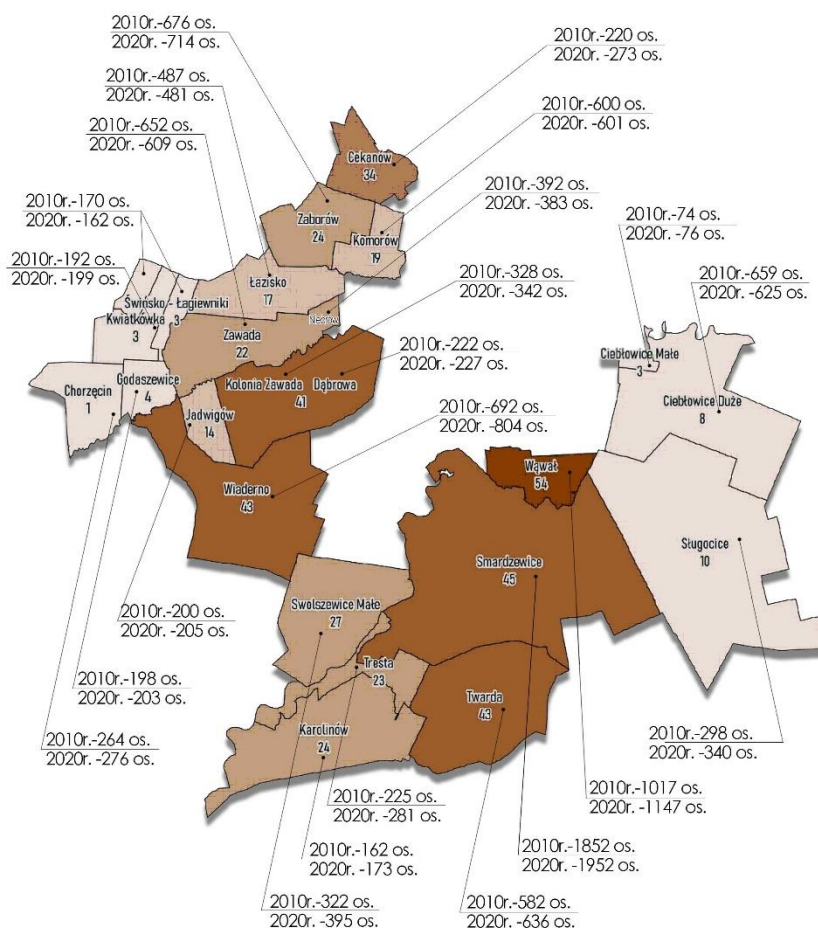 2010r.-676 os.
2020r. -714 os.
2010r.-220 os.
2020r. -273 os.
2010r.-487 os.
2020r. -481 os.
2010r.-600 os.
2020r. -601 os.
2010r.-652 os.
2020r. -609 os.
Cekanów
34
2010r.-392 os.
2020r. -383 os.
2010r.-170 os.
2020r. -162 os.
Zaborów
24
Komorów
19
2010r.-74 os.
2020r. -76 os.
2010r.-192 os.
2020r. -199 os.
2010r.-328 os.
2020r. -342 os.
2010r.-659 os.
2020r. -625 os.
Łazisko
17
Świńsko - Łagiewniki
3
Kwiatkówka
3
Zawada
22
2010r.-222 os.
2020r. -227 os.
Ciebłowice Małe
3
Chorzęcin
1
Godaszewice
4
Kolonia Zawada
Dąbrowa
41
Ciebłowice Duże
8
Jadwigów
14
2010r.-692 os.
2020r. -804 os.
Wąwał
54
Wiaderno
43
Sługocice
10
Smardzewice
45
2010r.-200 os.
2020r. -205 os.
Swolszewice Małe
27
2010r.-198 os.
2020r. -203 os.
Tresta
23
Twarda
43
Karolinów
24
2010r.-264 os.
2020r. -276 os.
2010r.-298 os.
2020r. -340 os.
2010r.-225 os.
2020r. -281 os.
2010r.-1017 os.
2020r. -1147 os.
2010r.-162 os.
2020r. -173 os.
2010r.-1852 os.
2020r. -1952 os.
2010r.-322 os.
2020r. -395 os.
2010r.-582 os.
2020r. -636 os.